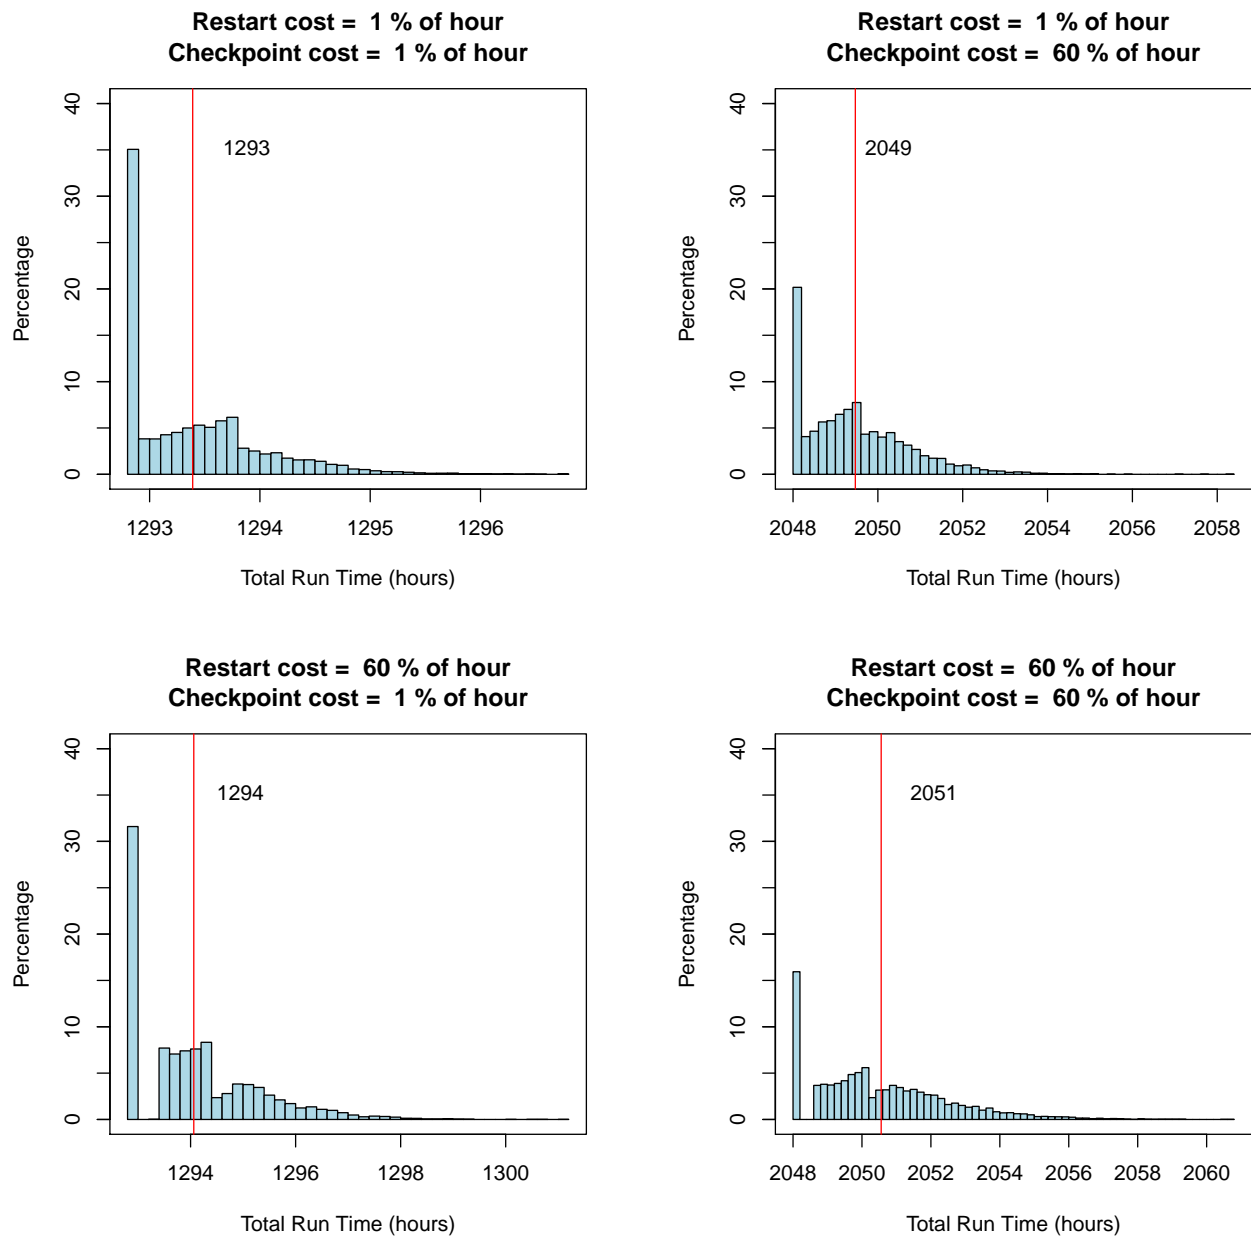 Restart cost =  1 % of hour
Checkpoint cost =  1 % of hour
40
30
20
10
0
Percentage
1293
1293
1294
1295
1296
Total Run Time (hours)
Restart cost =  1 % of hour
Checkpoint cost =  60 % of hour
40
30
20
10
0
Percentage
2049
2048
2050
2052
2054
2056
2058
Total Run Time (hours)
Restart cost =  60 % of hour
Checkpoint cost =  1 % of hour
40
30
20
10
0
Percentage
1294
1294
1296
1298
1300
Total Run Time (hours)
Restart cost =  60 % of hour
Checkpoint cost =  60 % of hour
40
30
20
10
0
Percentage
2051
2048
2050
2052
2054
2056
2058
2060
Total Run Time (hours)